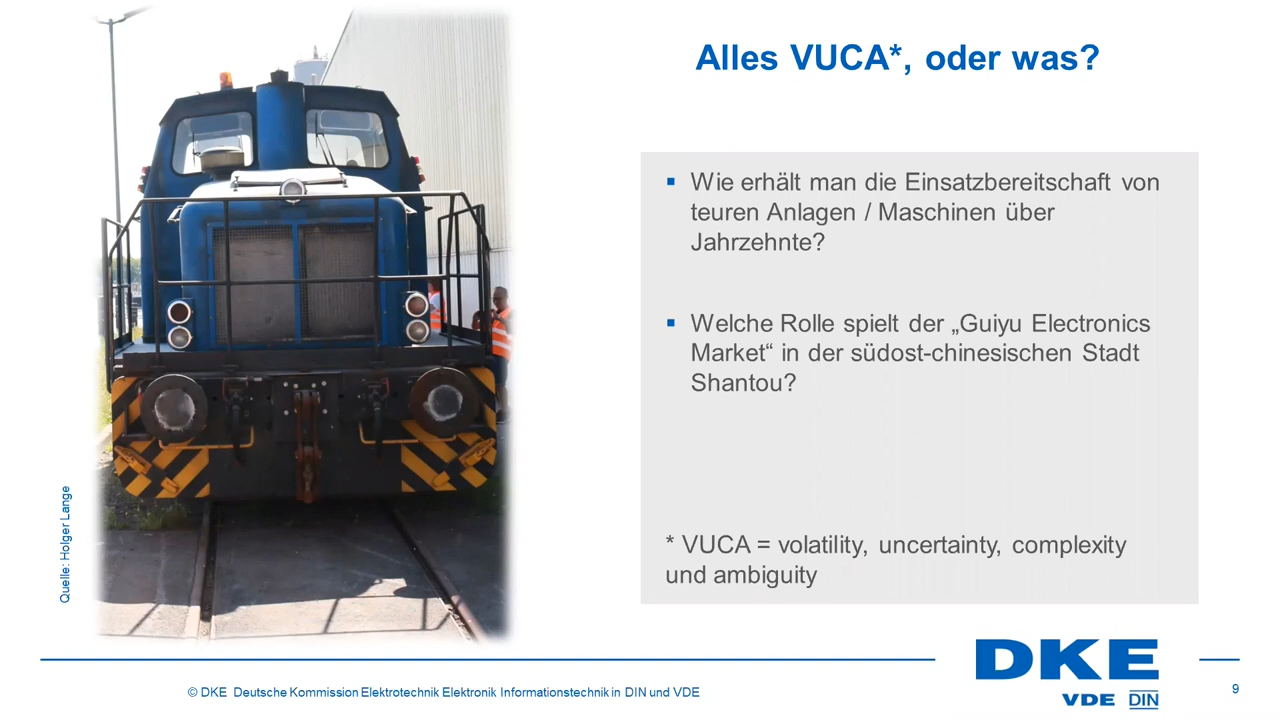 Alles VUCA*, oder was?
▪ Wie erhält man die Einsatzbereitschaft von
teuren Anlagen / Maschinen über
Jahrzehnte?
▪ Welche Rolle spielt der „Guiyu Electronics
Market“ in der südost-chinesischen Stadt
Shantou?
* VUCA = volatility, uncertainty, complexity
und ambiguity
Quelle: Holger Lange
© DKE Deutsche Kommission Elektrotechnik Elektronik Informationstechnik in DIN und VDE
DKE
VDE DIN
9